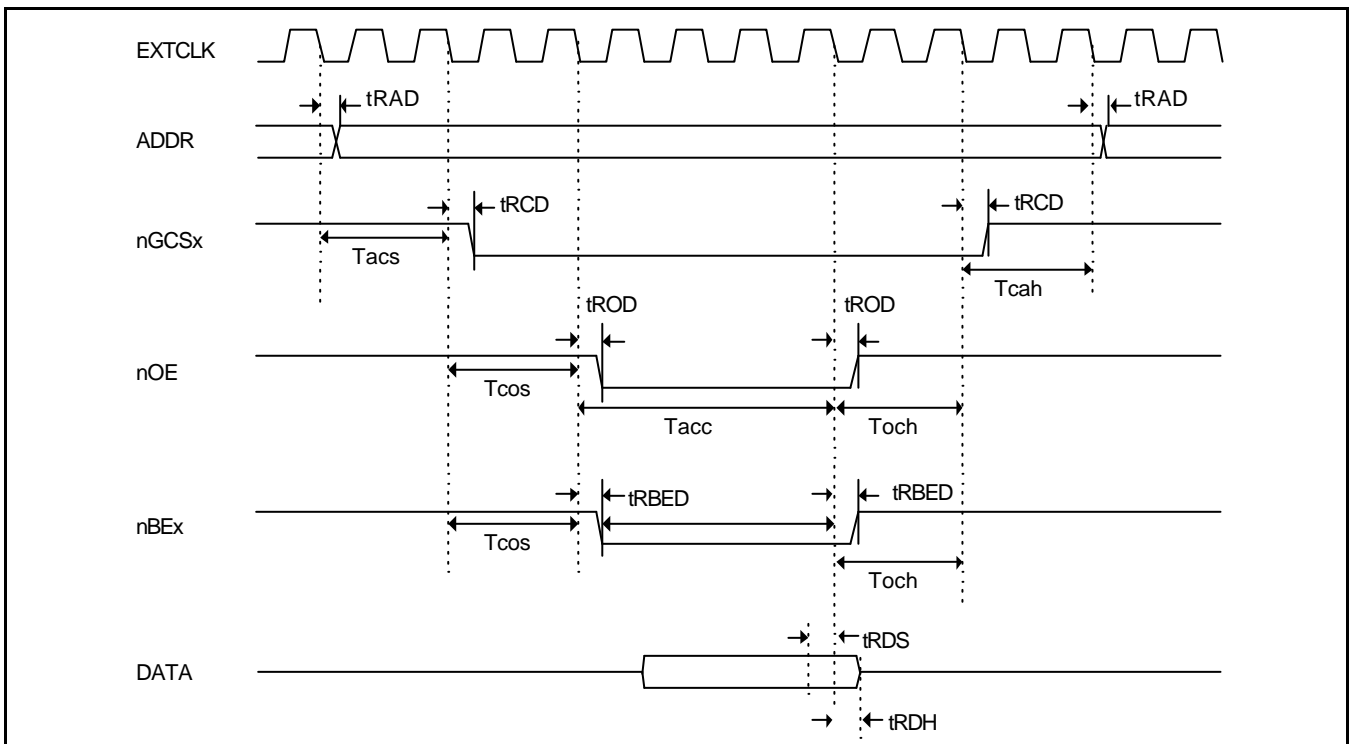 EXTCLK
tRAD
tRAD
ADDR
tRCD
tRCD
nGCSx
Tacs
Tcah
tROD
tROD
nOE
Tcos
Tacc
Toch
tRBED
tRBED
nBEx
Tcos
Toch
tRDS
DATA
tRDH